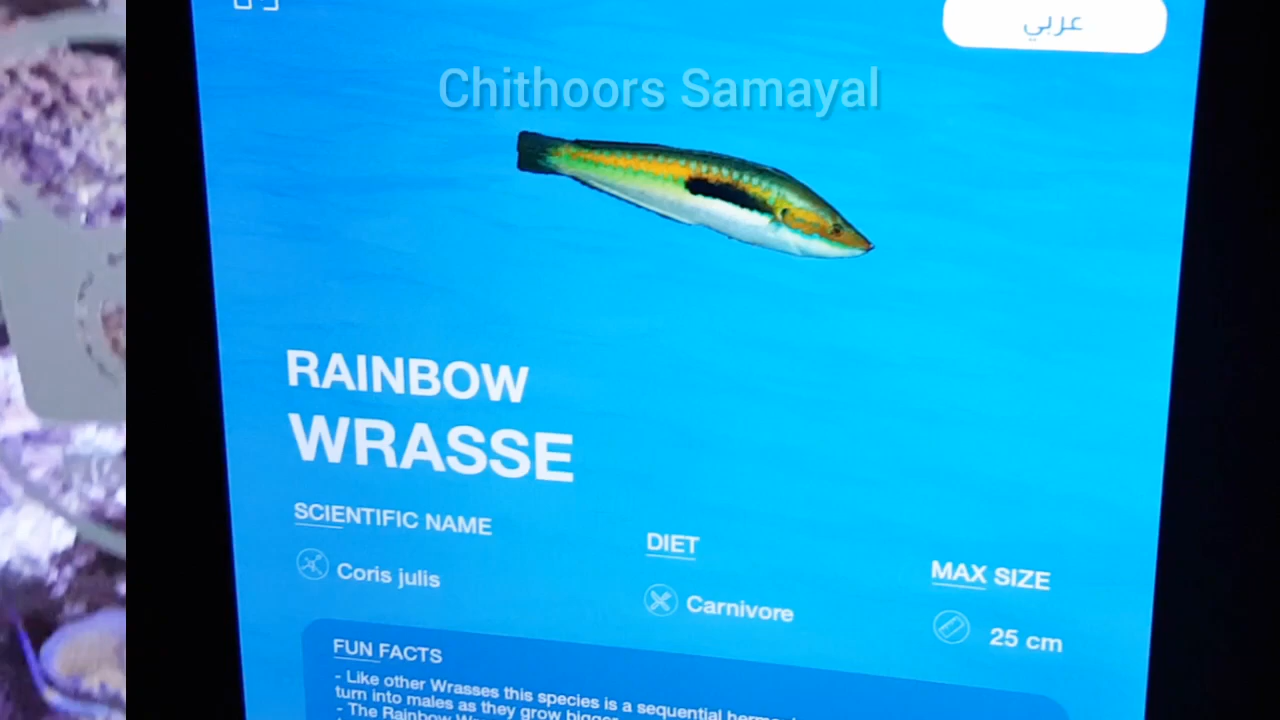 عربي
Chithoors Samayal
RAINBOW
WRASSE
SCIENTIFIC NAME
Coris julis
DIET
Carnivore
MAX SIZE
25 cm
FUN FACTS
- Like other Wrasses this species is a sequential
turn into males as they grow bigger
- The Rainbow